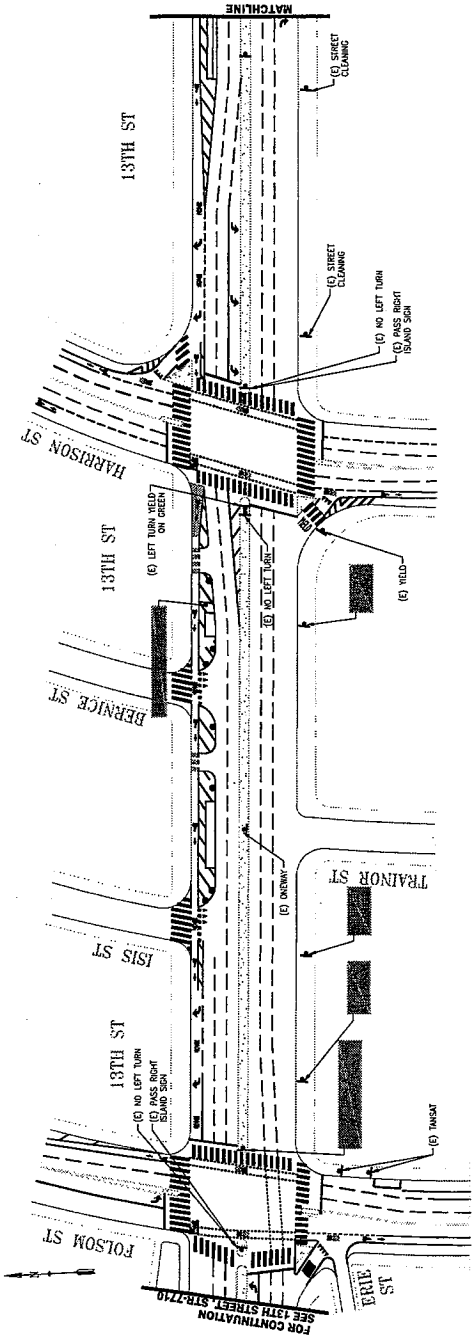 MATCHLINE
(E) STREET
CLEANING
13TH ST
(E) STREET
CLEANING
(E) NO LEFT TURN
(E) PASS RIGHT
ISLAND SIGN
HARRISON ST
13TH ST
(E) LEFT TURN YIELD
ON GREEN
(E) NO LEFT TURN
(E) YIELD
BERNICE ST
(E) ONEWAY
TRAINOR ST
ISIS ST
13TH ST
(E) NO LEFT TURN
(E) PASS RIGHT
ISLAND SIGN
(E) TANSAT
FOLSOM ST
ERIE
ST
FOR CONTINUATION
SEE 13TH STREET, STR-7710
N